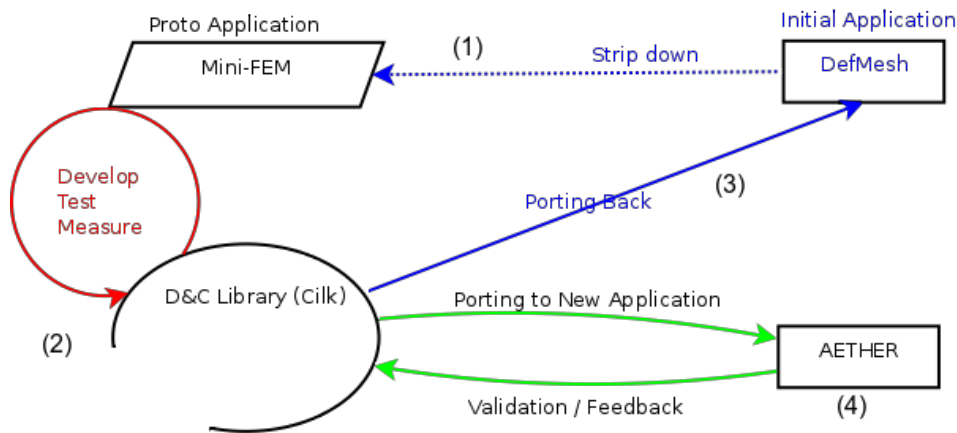 Proto Application
Initial Application
(1)
Mini-FEM
Strip down
DefMesh
Develop
Test
Measure
(3)
Porting Back
D&C Library (Cilk)
Porting to New Application
(2)
AETHER
Validation / Feedback
(4)